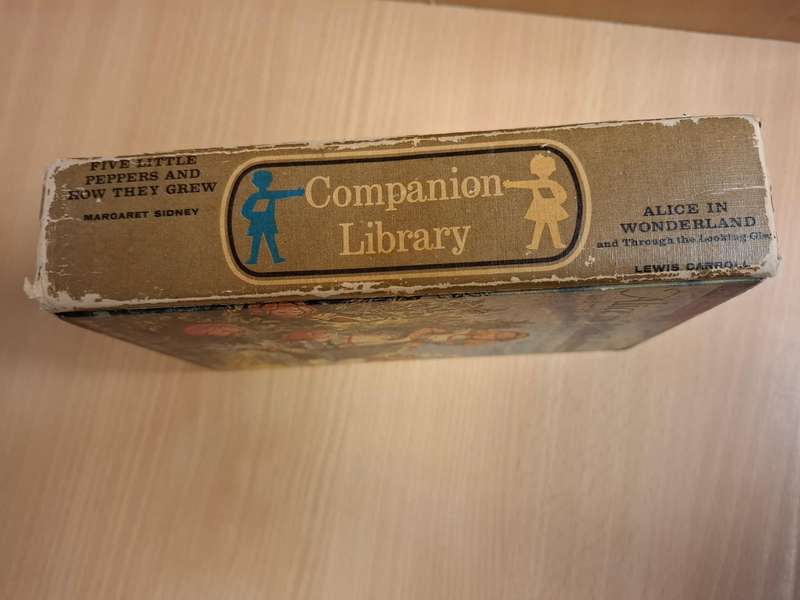 FIVE LITTLE
PEPPERS AND
HOW THEY GREW
MARGARET SIDNEY
Companion
Library
ALICE IN
WONDERLAND
and Through the Looking
LEWIS CARROLL